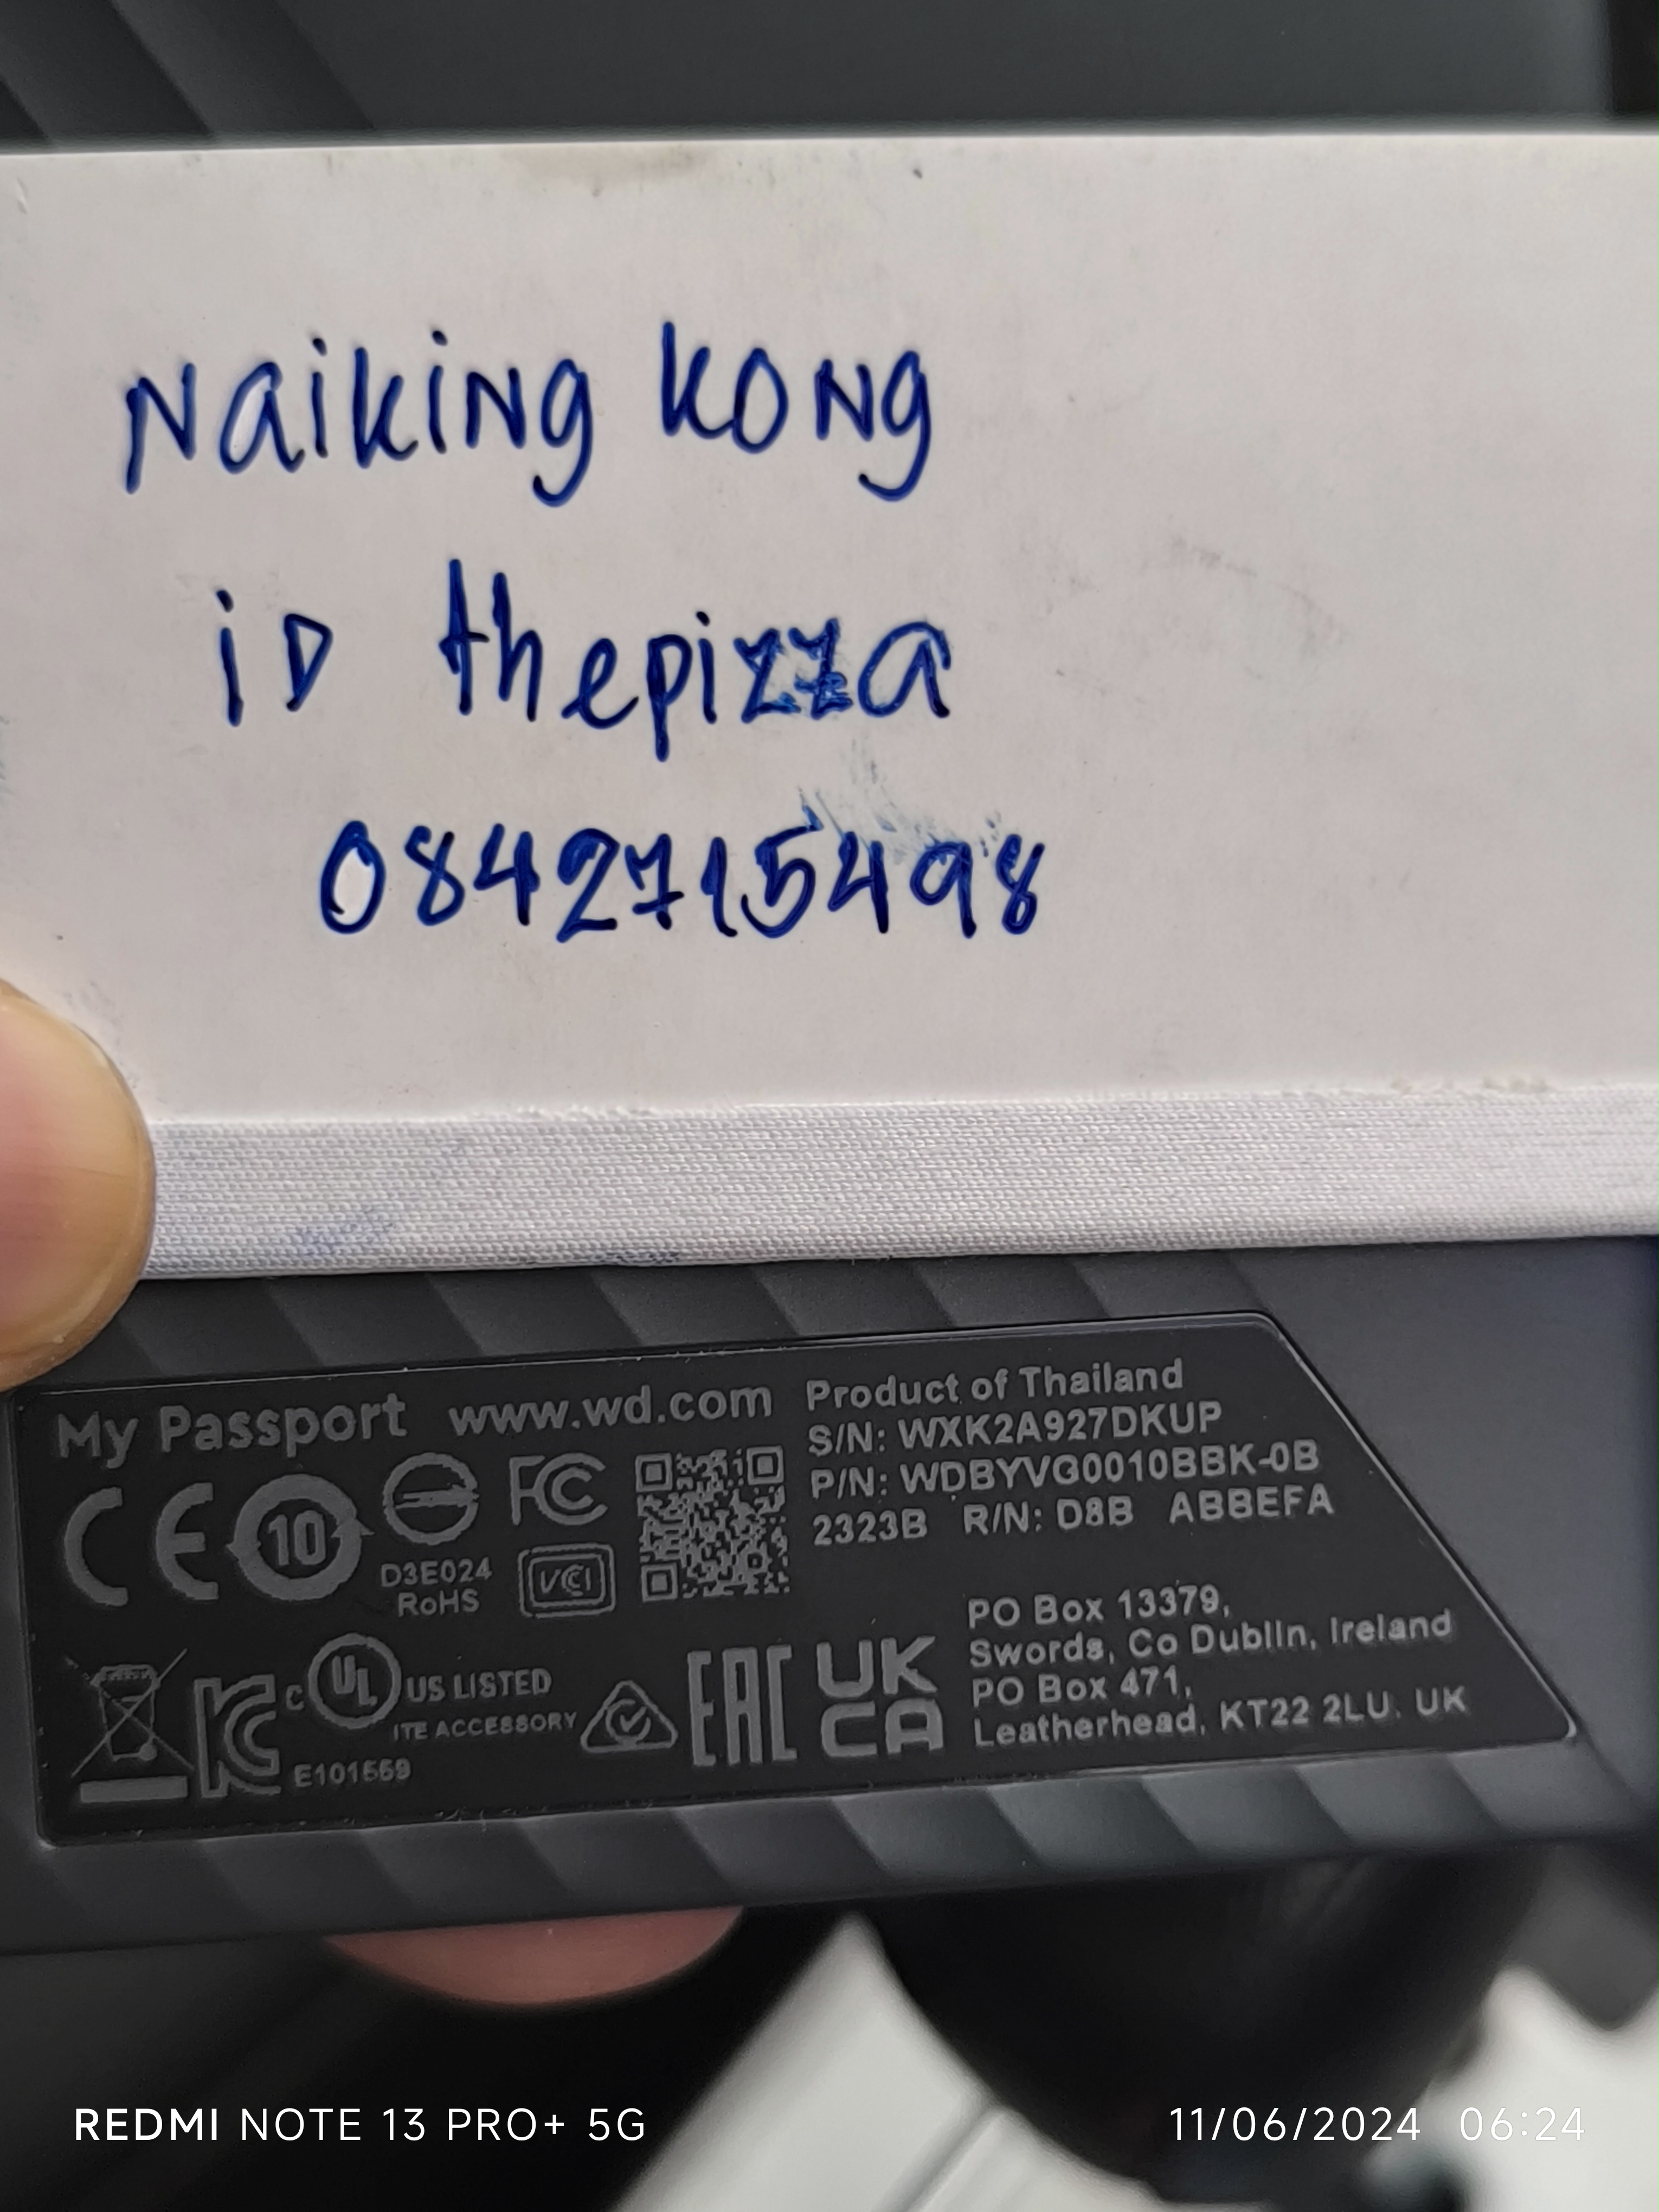 Naiking Kong
iD thepizza
0842715498
My Passport www.wd.com
Product of Thailand
S/N: WXK2A927DKUP
P/N: WDBYVG0010BBK-0B
2323B R/N: D8B ABBEFA
CE 10 FC
D3E024
RoHS
VCCI
PO Box 13379,
Swords, Co Dublin, Ireland
PO Box 471,
Leatherhead, KT22 2LU. UK
c UL US LISTED
ITE ACCESSORY
E101559
EAC UK
CA
REDMI NOTE 13 PRO+ 5G
11/06/2024 06:24